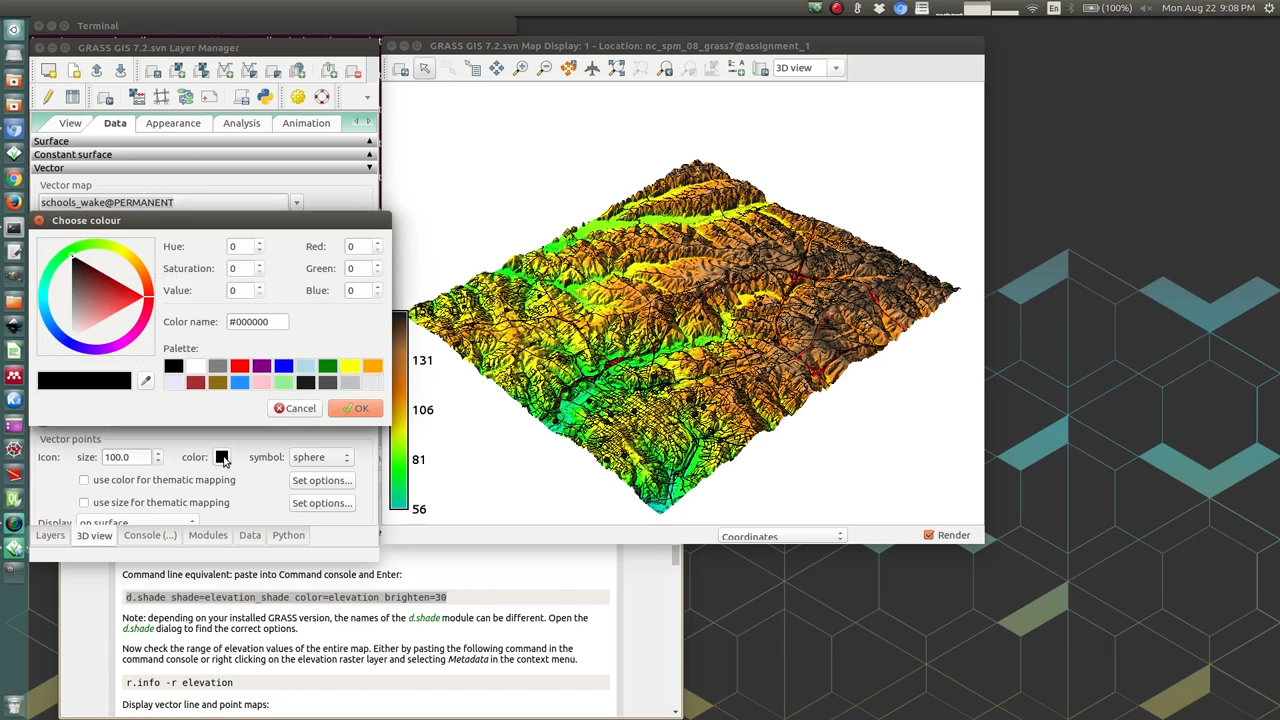 Terminal
En
(100%)
Mon Aug 22 9:08 PM
GRASS GIS 7.2.svn Layer Manager
GRASS GIS 7.2.svn Map Display: 1 - Location: nc_spm_08_grass7@assignment_1
3D view
View
Data
Appearance
Analysis
Animation
Surface
Constant surface
Vector
Vector map
schools_wake@PERMANENT
Choose colour
Hue: 0
Red: 0
Saturation: 0
Green: 0
Value: 0
Blue: 0
Color name: #000000
Palette:
Cancel
OK
Vector points
Icon: size: 100.0 color: symbol: sphere
use color for thematic mapping Set options...
use size for thematic mapping Set options...
Display on surface
Layers
3D view
Console (...)
Modules
Data
Python
131
106
81
56
Coordinates
Render
Command line equivalent: paste into Command console and Enter:
d.shade shade=elevation_shade color=elevation brighten=30
Note: depending on your installed GRASS version, the names of the d.shade module can be different. Open the
d.shade dialog to find the correct options.
Now check the range of elevation values of the entire map. Either by pasting the following command in the
command console or right clicking on the elevation raster layer and selecting Metadata in the context menu.
r.info -r elevation
Display vector line and point maps: